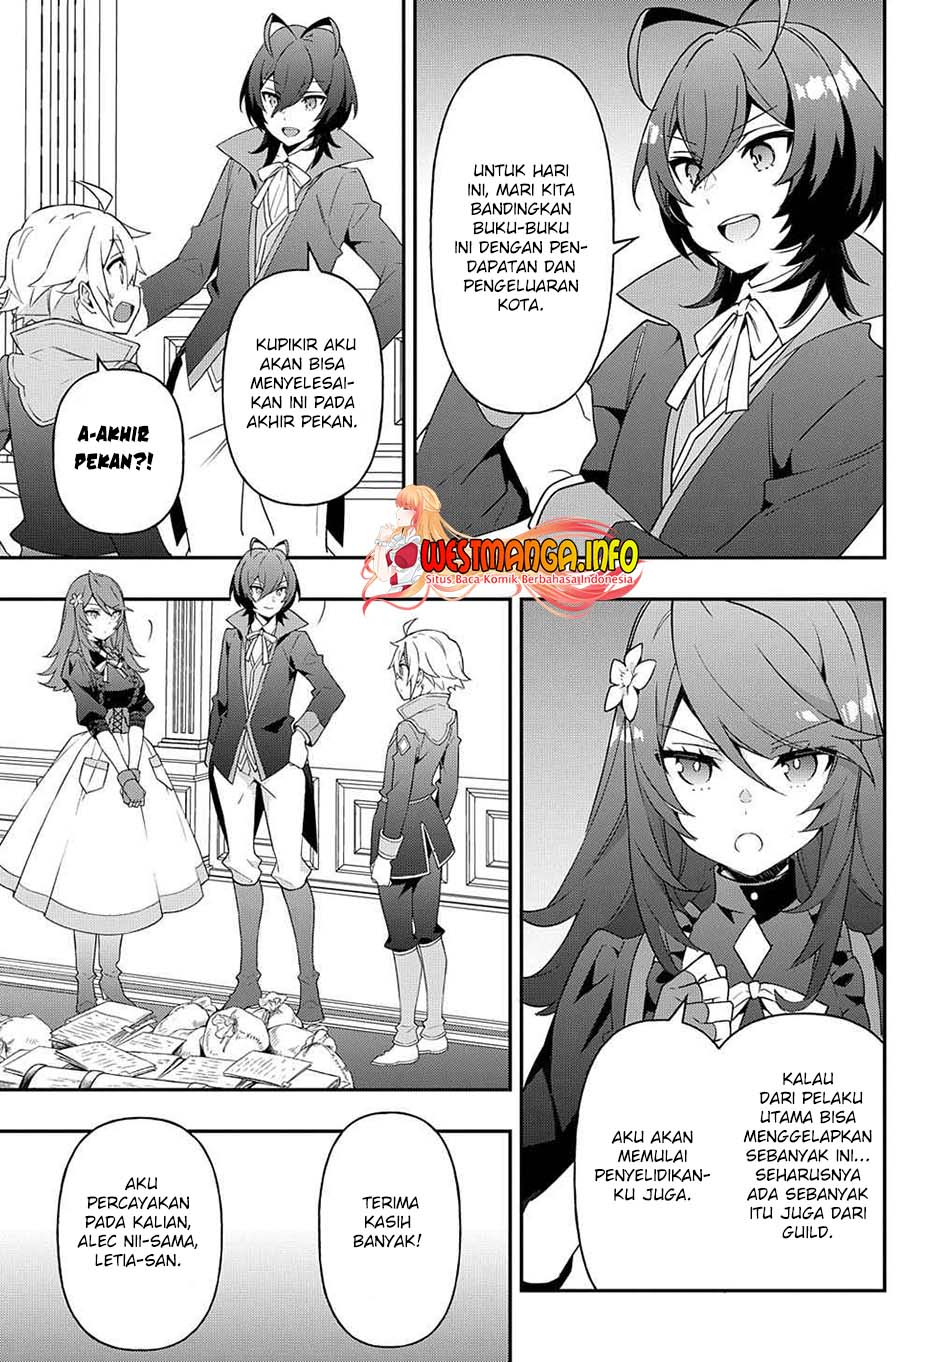 UNTUK HARI
INI, MARI KITA
BANDINGKAN
BUKU-BUKU
INI DENGAN PEN-
DAPATAN DAN
PENGELUARAN
KOTA.
KUPIKIR AKU
AKAN BISA
MENYELESAI-
KAN INI PADA
AKHIR PEKAN.
A-AKHIR
PEKAN?!
WESTMANGA.INFO
Situs Baca Komik Berbahasa Indonesia
KALAU
DARI PELAKU
UTAMA BISA
MENGGELAPKAN
SEBANYAK INI...
SEHARUSNYA
ADA SEBANYAK
ITU JUGA DARI
GUILD.
AKU AKAN
MEMULAI
PENYELIDIKAN-
KU JUGA.
TERIMA
KASIH
BANYAK!
AKU
PERCAYAKAN
PADA KALIAN,
ALEC NII-SAMA,
LETIA-SAN.